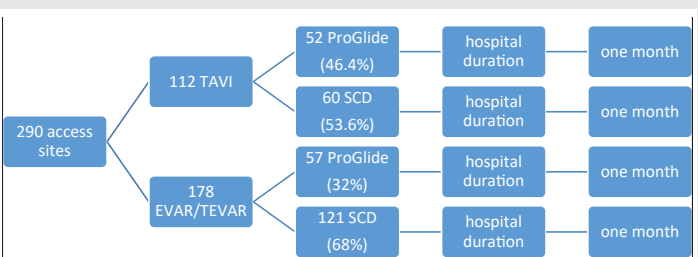 290 access
sites
112 TAVI
52 ProGlide
(46.4%)
hospital
duration
one month
60 SCD
(53.6%)
hospital
duration
one month
178
EVAR/TEVAR
57 ProGlide
(32%)
hospital
duration
one month
121 SCD
(68%)
hospital
duration
one month